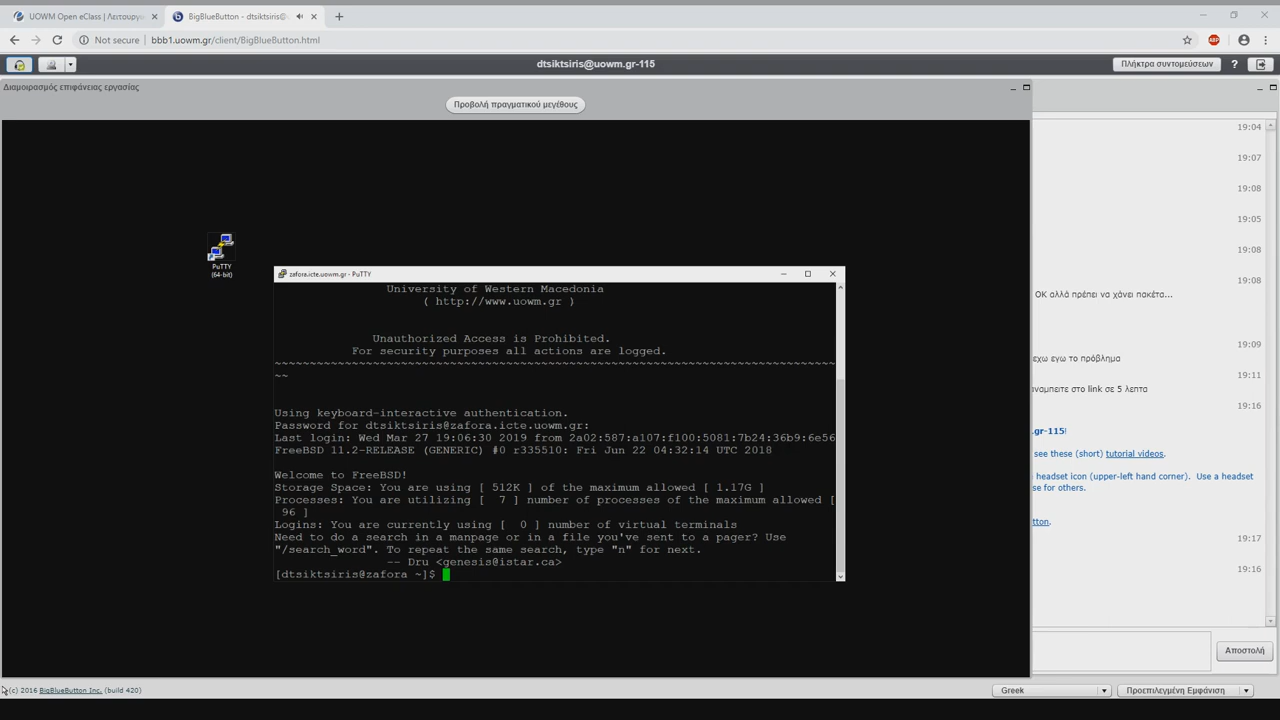 UOWM Open eClass | Λειτουργι
BigBlueButton - dtsiktsiris@
Not secure
bbb1.uowm.gr/client/BigBlueButton.html
ABP
dtsiktsiris@uowm.gr-115
Πλήκτρα συντομεύσεων
?
Διαμοιρασμός επιφάνειας εργασίας
Προβολή πραγματικού μεγέθους
PuTTY
(64-bit)
zafora.icte.uowm.gr - PuTTY
University of Western Macedonia
( http://www.uowm.gr )
Unauthorized Access is Prohibited.
For security purposes all actions are logged.
~~~~~~~~~~~~~~~~~~~~~~~~~~~~~~~~~~~~~~~~~~~~~~~~~~~~~~~~~~~~~~~~~~~~~~~~~~~~~~~~
~~
Using keyboard-interactive authentication.
Password for dtsiktsiris@zafora.icte.uowm.gr:
Last login: Wed Mar 27 19:06:30 2019 from 2a02:587:a107:f100:5081:7b24:36b9:6e56
FreeBSD 11.2-RELEASE (GENERIC) #0 r335510: Fri Jun 22 04:32:14 UTC 2018
Welcome to FreeBSD!
Storage Space: You are using [ 512K ] of the maximum allowed [ 1.17G ]
Processes: You are utilizing [  7 ] number of processes of the maximum allowed [
 96 ]
Logins: You are currently using [  0 ] number of virtual terminals
Need to do a search in a manpage or in a file you've sent to a pager? Use
"/search_word". To repeat the same search, type "n" for next.
-- Dru <genesis@istar.ca>
[dtsiktsiris@zafora ~]$
19:04
19:07
19:08
19:05
19:08
19:08
OK αλλά πρέπει να χάνει πακέτα...
19:09
εχω εγω το πρόβλημα
19:11
αναμπειτε στο link σε 5 λεπτα
19:16
.gr-115!
see these (short) tutorial videos.
headset icon (upper-left hand corner). Use a headset
se for others.
tton.
19:17
19:16
Αποστολή
(c) 2016 BigBlueButton Inc. (build 420)
Greek
Προεπιλεγμένη Εμφάνιση